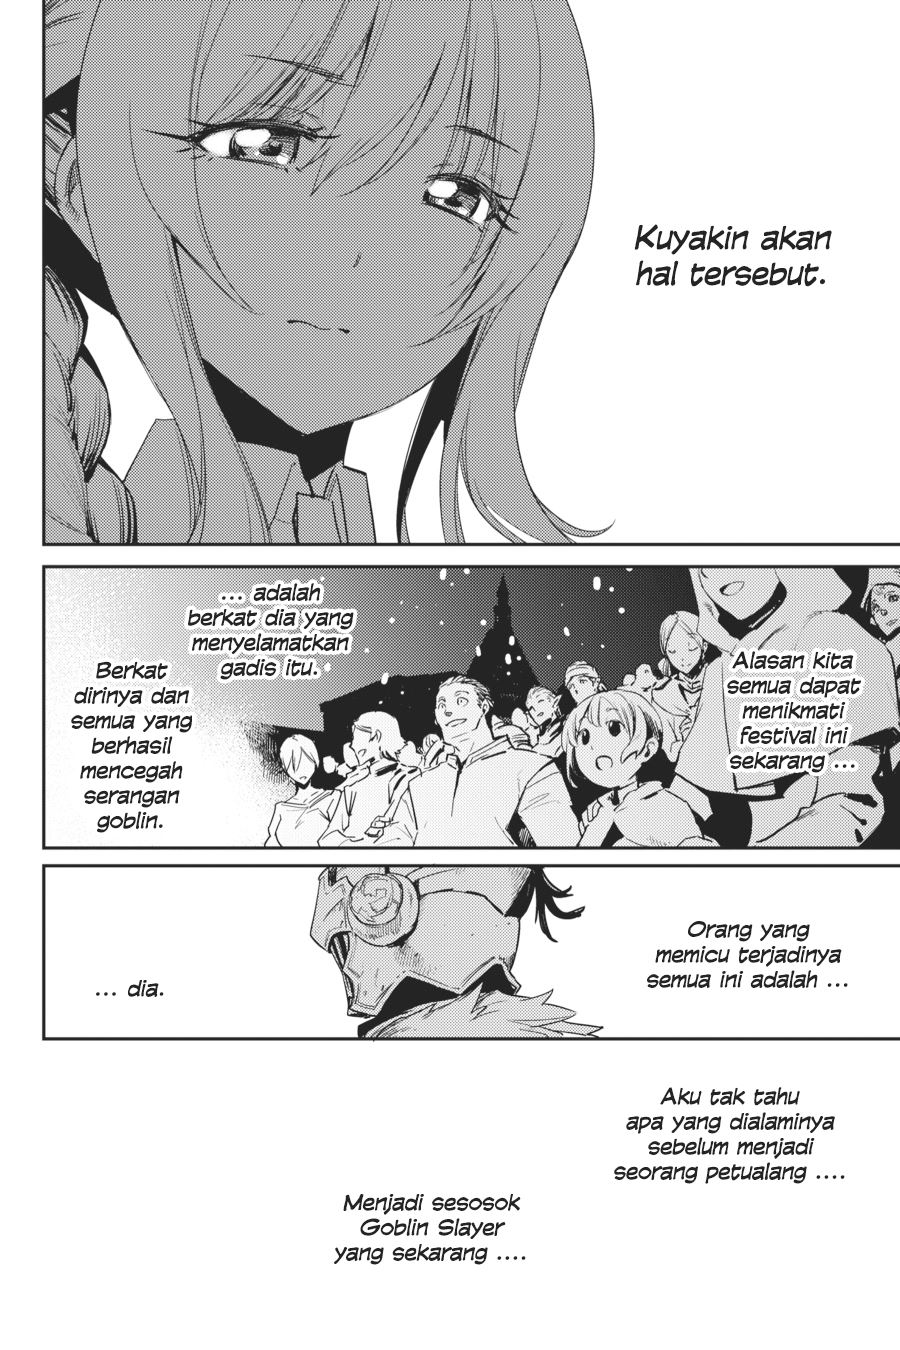 Kuyakin akan
hal tersebut.
Alasan kita
semua dapat
menikmati
festival ini
sekarang ...
... adalah
berkat dia yang
menyelamatkan
gadis itu.
Berkat
dirinya dan
semua yang
berhasil
mencegah
serangan
goblin.
Orang yang
memicu terjadinya
semua ini adalah ...
... dia.
Aku tak tahu
apa yang dialaminya
sebelum menjadi
seorang petualang ....
Menjadi sesosok
Goblin Slayer
yang sekarang ....